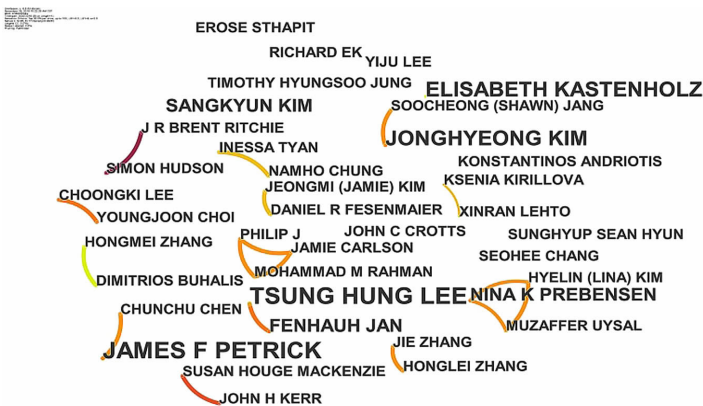 EROSE STHAPIT
RICHARD EK
YIJU LEE
TIMOTHY HYUNGSOO JUNG
ELISABETH KASTENHOLZ
SANGKYUN KIM
SOOCHEONG (SHAWN) JANG
J R BRENT RITCHIE
JONGHYEONG KIM
INESSA TYAN
KONSTANTINOS ANDRIOTIS
SIMON HUDSON
NAMHO CHUNG
KSENIA KIRILLOVA
JEONGMI (JAMIE) KIM
CHOONGKI LEE
DANIEL R FESENMAIER
XINRAN LEHTO
YOUNGJOON CHOI
JOHN C CROTTS
SUNGHYUP SEAN HYUN
PHILIP J
HONGMEI ZHANG
JAMIE CARLSON
SEOHEE CHANG
MOHAMMAD M RAHMAN
HYELIN (LINA) KIM
DIMITRIOS BUHALIS
TSUNG HUNG LEE
NINA K PREBENSEN
CHUNCHU CHEN
FENHAUH JAN
MUZAFFER UYSAL
JIE ZHANG
JAMES F PETRICK
HONGLEI ZHANG
SUSAN HOUGE MACKENZIE
JOHN H KERR